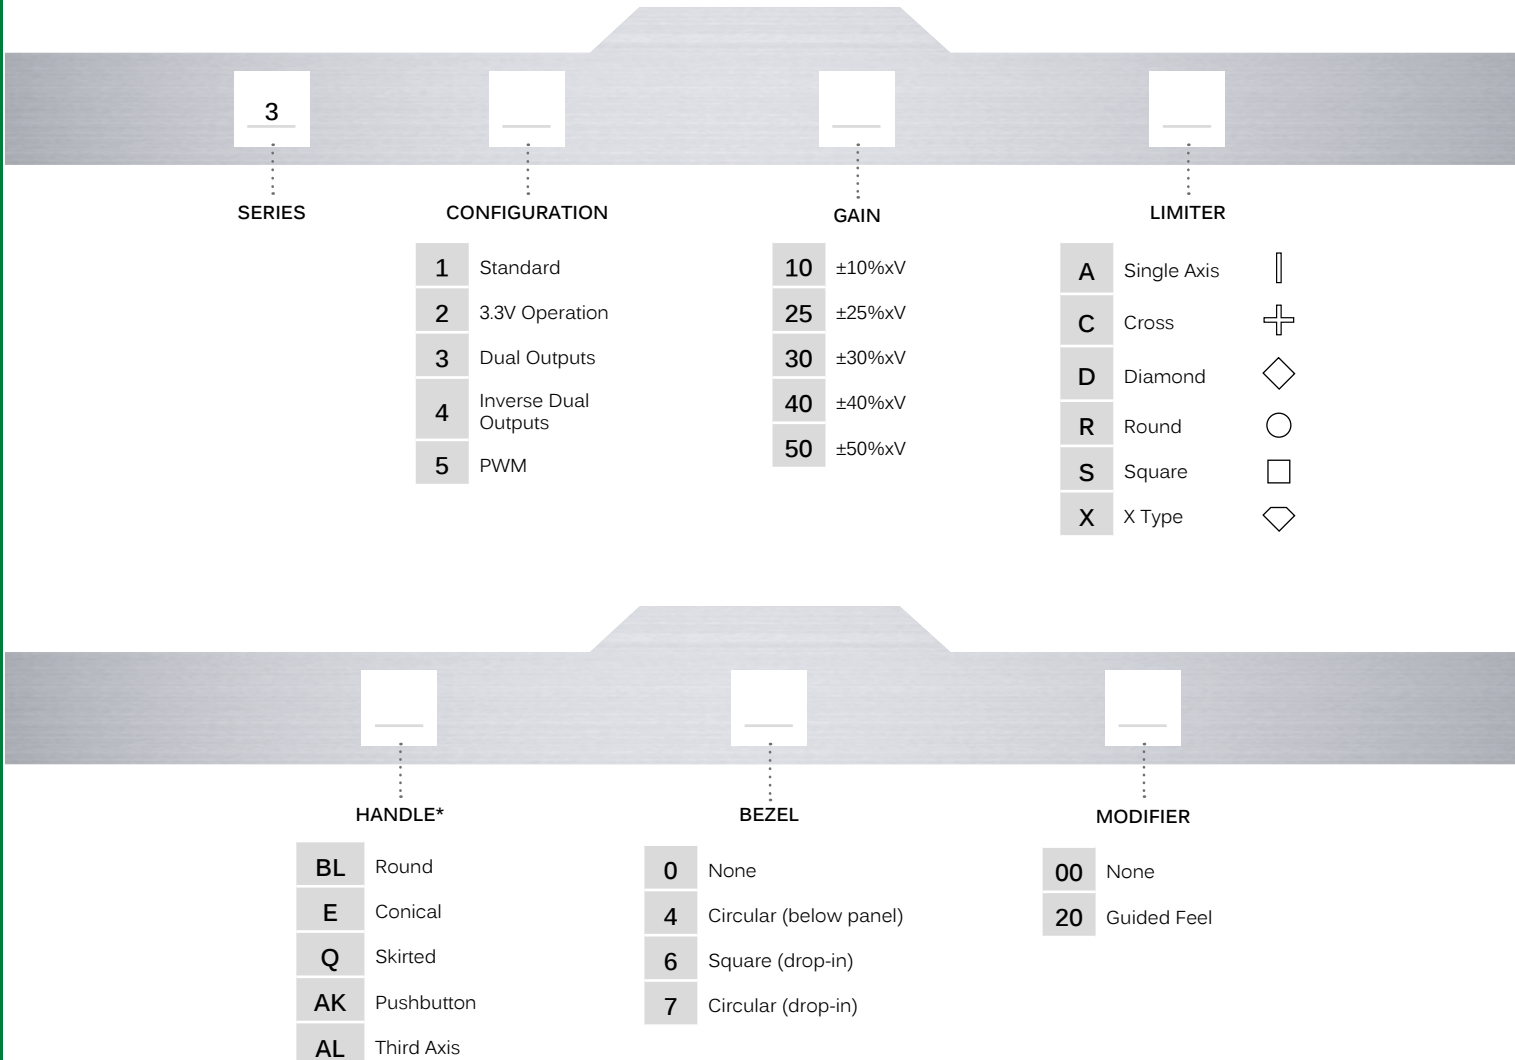 3
SERIES
CONFIGURATION
1 Standard
2 3.3V Operation
3 Dual Outputs
4 Inverse Dual
Outputs
5 PWM
GAIN
10 ±10%xV
25 ±25%xV
30 ±30%xV
40 ±40%xV
50 ±50%xV
LIMITER
A Single Axis
C Cross
D Diamond
R Round
S Square
X X Type
HANDLE*
BL Round
E Conical
Q Skirted
AK Pushbutton
AL Third Axis
BEZEL
0 None
4 Circular (below panel)
6 Square (drop-in)
7 Circular (drop-in)
MODIFIER
00 None
20 Guided Feel